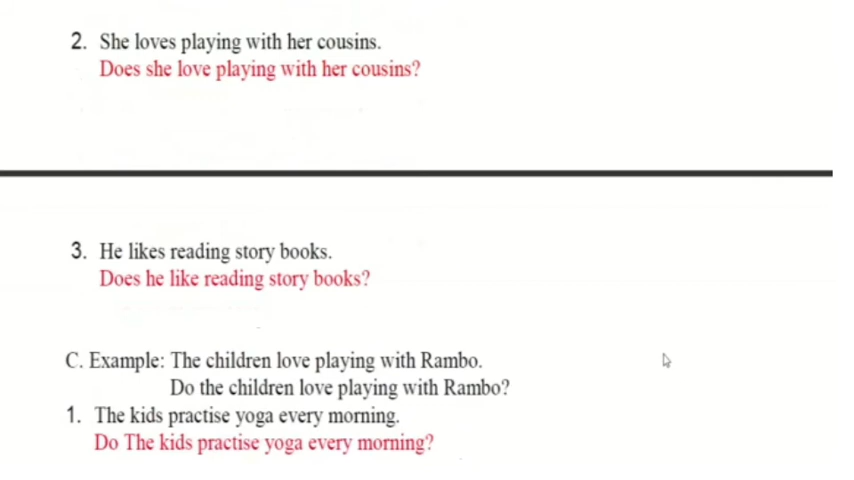 2. She loves playing with her cousins.
Does she love playing with her cousins?
3. He likes reading story books.
Does he like reading story books?
C. Example: The children love playing with Rambo.
Do the children love playing with Rambo?
1. The kids practise yoga every morning.
Do The kids practise yoga every morning?